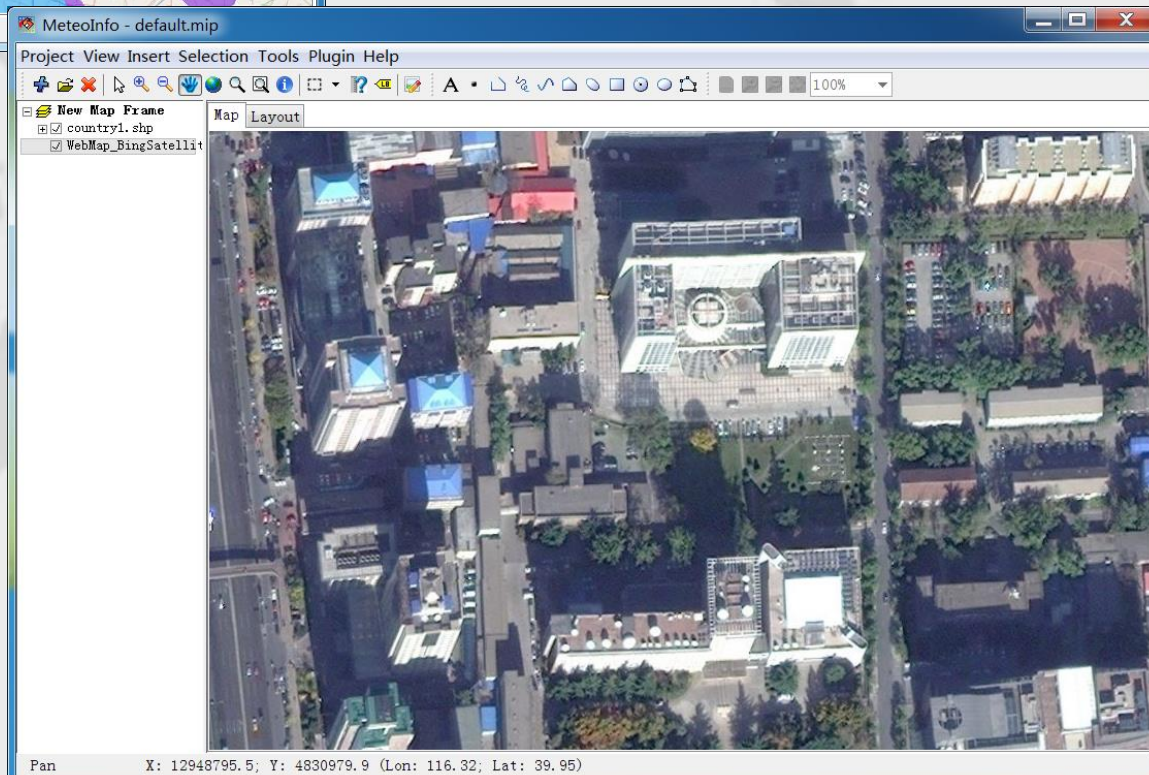 MeteoInfo - default.mip
Project View Insert Selection Tools Plugin Help
A
100%
New Map Frame
Map Layout
country1.shp
WebMap_BingSatellit
Pan X: 12948795.5; Y: 4830979.9 (Lon: 116.32; Lat: 39.95)